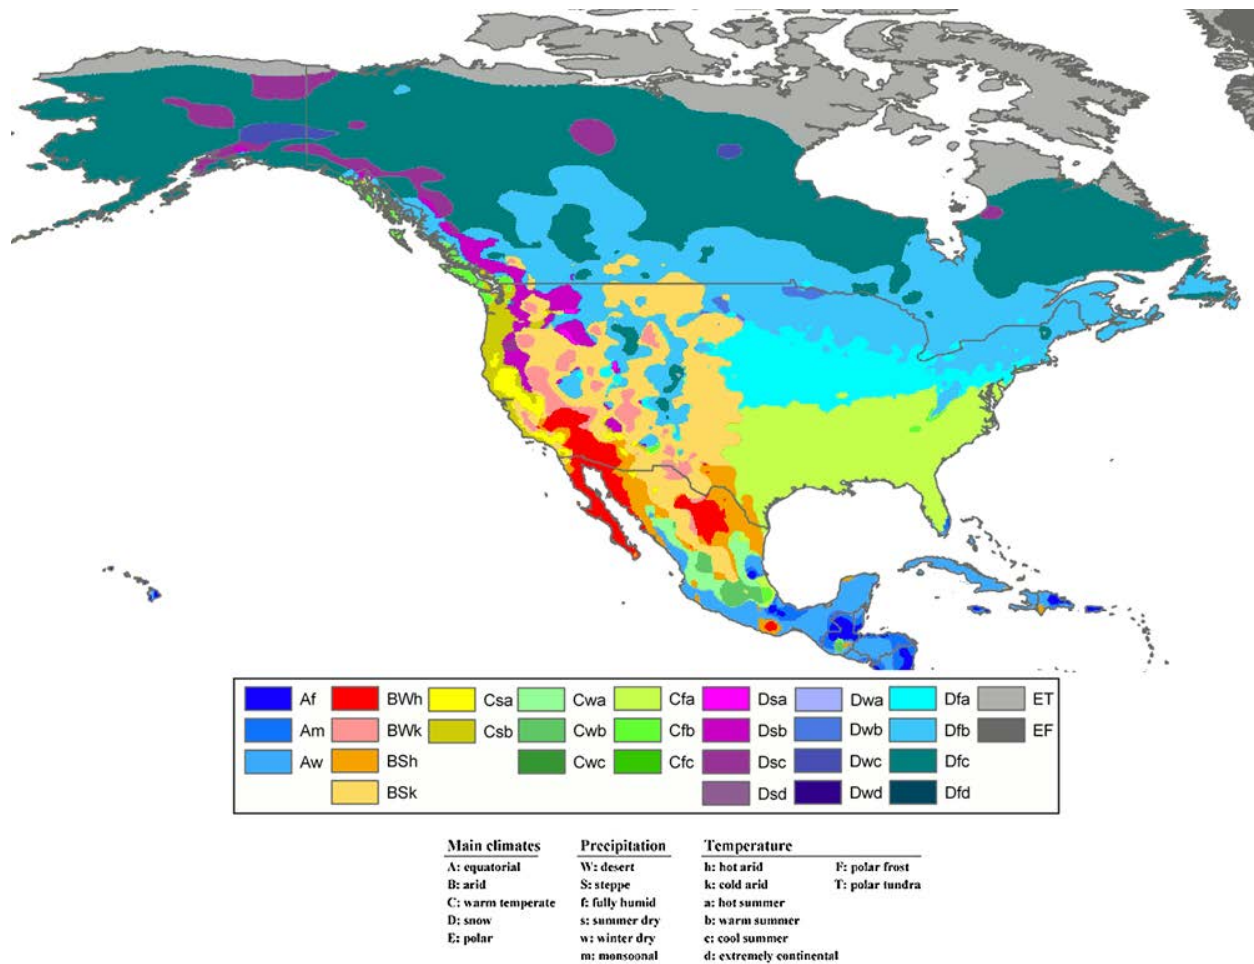 Af BWh Csa Cwa Cfa Dsa Dwa Dfa ET
Am BWk Csb Cwb Cfb Dsb Dwb Dfb EF
Aw BSh Cwc Cfc Dsc Dwc Dfc
BSk Dsd Dwd Dfd
Main climates Precipitation Temperature
A: equatorial W: desert h: hot arid F: polar frost
B: arid S: steppe k: cold arid T: polar tundra
C: warm temperate f: fully humid a: hot summer
D: snow s: summer dry b: warm summer
E: polar w: winter dry c: cool summer
m: monsoonal d: extremely continental